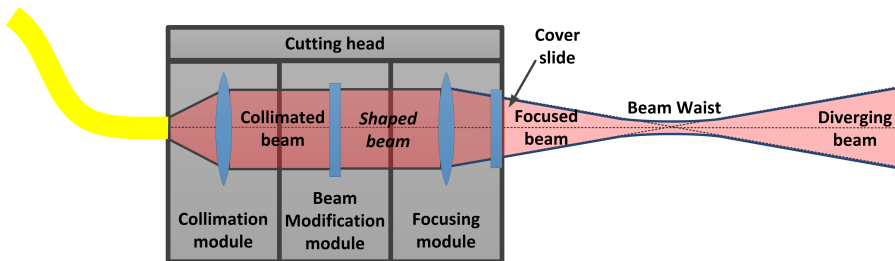 Cutting head
Cover
slide
Beam Waist
Collimated
beam
Shaped
beam
Focused
beam
Diverging
beam
Collimation
module
Beam
Modification
module
Focusing
module